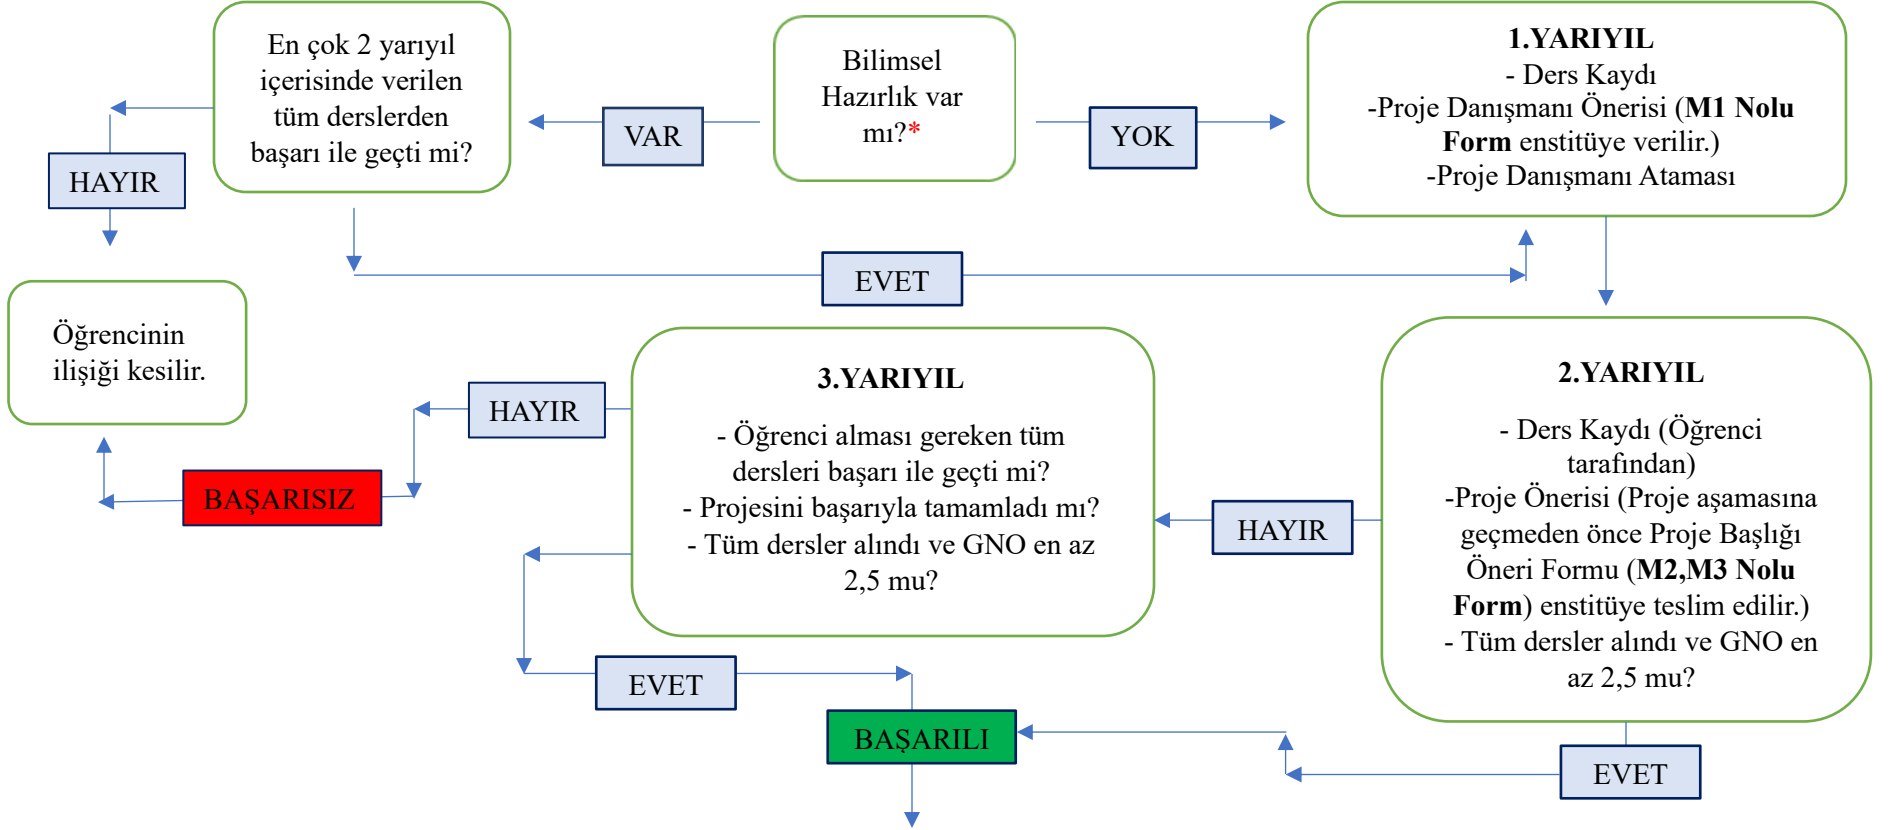 En çok 2 yarıyıl
içerisinde verilen
tüm derslerden
başarı ile geçti mi?
VAR
Bilimsel
Hazırlık var
mı?*
YOK
1.YARIYIL
- Ders Kaydı
-Proje Danışmanı Önerisi (M1 Nolu
Form enstitüye verilir.)
-Proje Danışmanı Ataması
HAYIR
EVET
Öğrencinin
ilişiği kesilir.
HAYIR
BAŞARISIZ
3.YARIYIL
- Öğrenci alması gereken tüm
dersleri başarı ile geçti mi?
- Projesini başarıyla tamamladı mı?
- Tüm dersler alındı ve GNO en az
2,5 mu?
HAYIR
2.YARIYIL
- Ders Kaydı (Öğrenci
tarafından)
-Proje Önerisi (Proje aşamasına
geçmeden önce Proje Başlığı
Öneri Formu (M2,M3 Nolu
Form) enstitüye teslim edilir.)
- Tüm dersler alındı ve GNO en
az 2,5 mu?
EVET
BAŞARILI
EVET